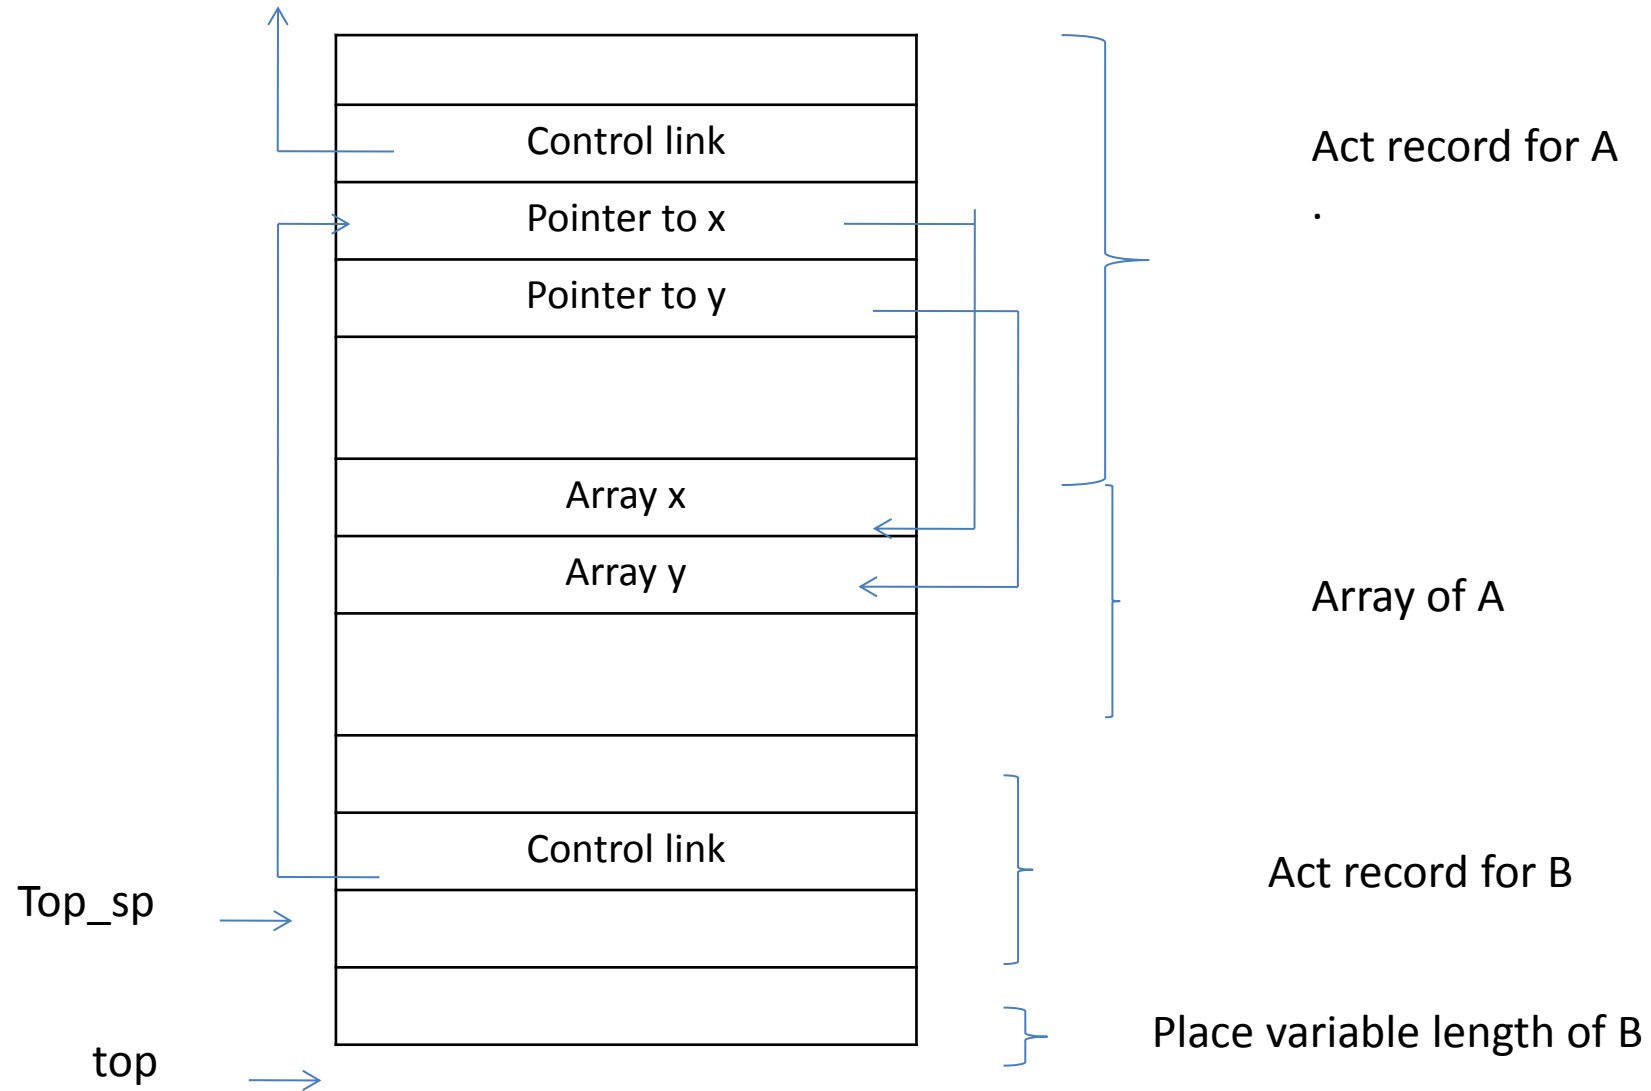 Control link
Act record for A
.
Pointer to x
Pointer to y
Array x
Array y
Array of A
Control link
Act record for B
Top_sp
Place variable length of B
top